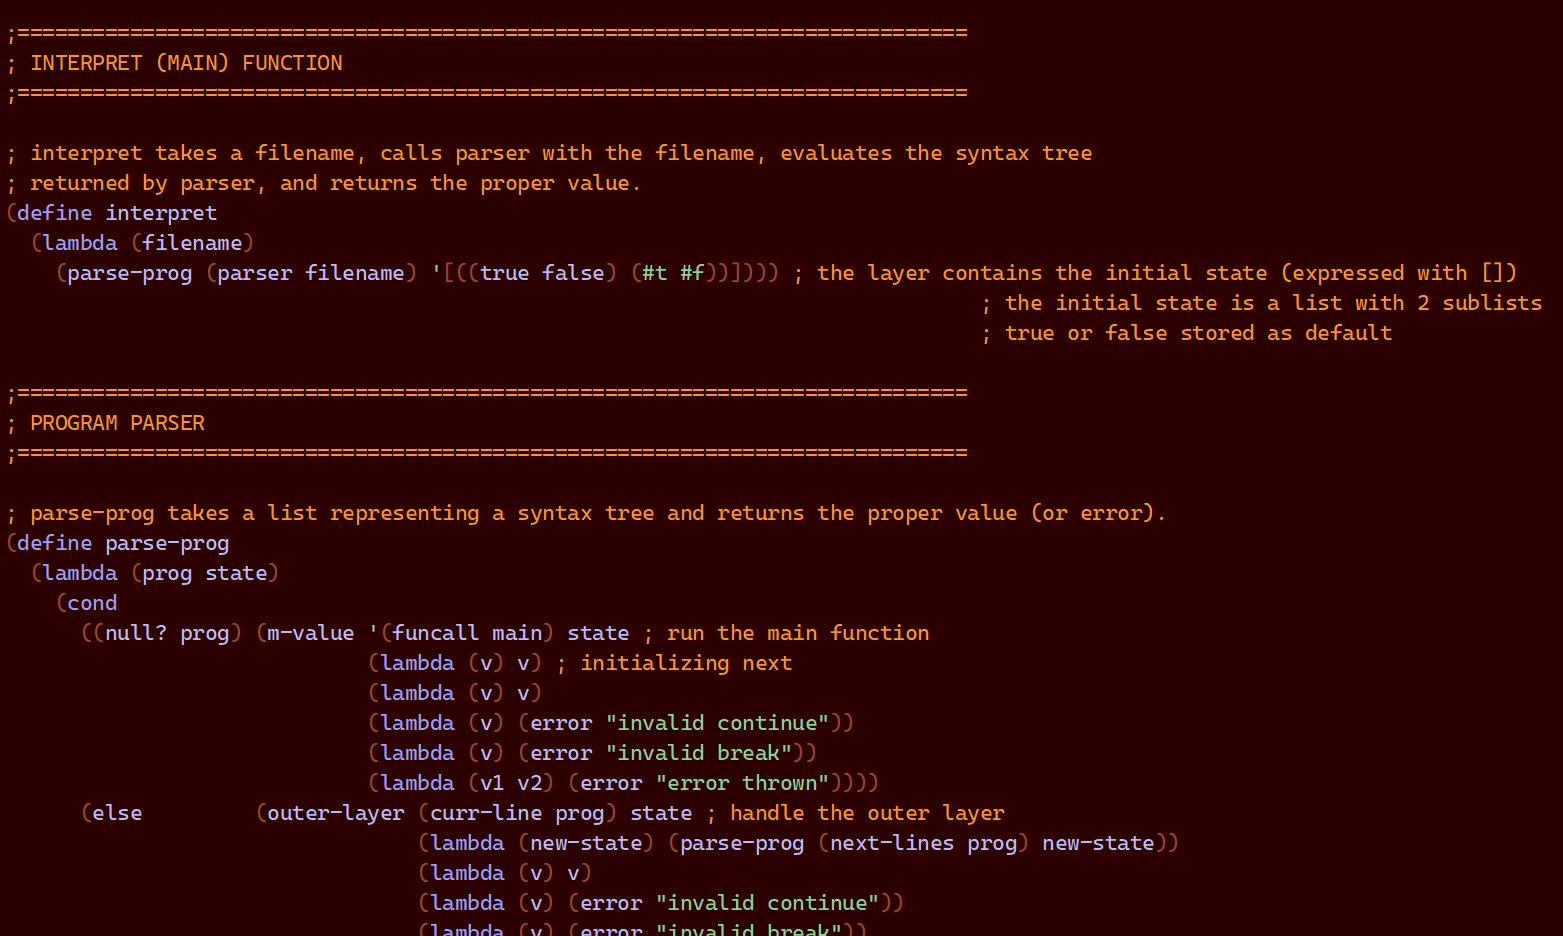 ;============================================================================
; INTERPRET (MAIN) FUNCTION
;============================================================================
; interpret takes a filename, calls parser with the filename, evaluates the syntax tree
; returned by parser, and returns the proper value.
(define interpret
  (lambda (filename)
    (parse-prog (parser filename) '[((true false) (#t #f))]))) ; the layer contains the initial state (expressed with [])
                                                                              ; the initial state is a list with 2 sublists
                                                                              ; true or false stored as default
;============================================================================
; PROGRAM PARSER
;============================================================================
; parse-prog takes a list representing a syntax tree and returns the proper value (or error).
(define parse-prog
  (lambda (prog state)
    (cond
      ((null? prog) (m-value '(funcall main) state ; run the main function
                             (lambda (v) v) ; initializing next
                             (lambda (v) v)
                             (lambda (v) (error "invalid continue"))
                             (lambda (v) (error "invalid break"))
                             (lambda (v1 v2) (error "error thrown"))))
      (else         (outer-layer (curr-line prog) state ; handle the outer layer
                                 (lambda (new-state) (parse-prog (next-lines prog) new-state))
                                 (lambda (v) v)
                                 (lambda (v) (error "invalid continue"))
                                 (lambda (v) (error "invalid break"))